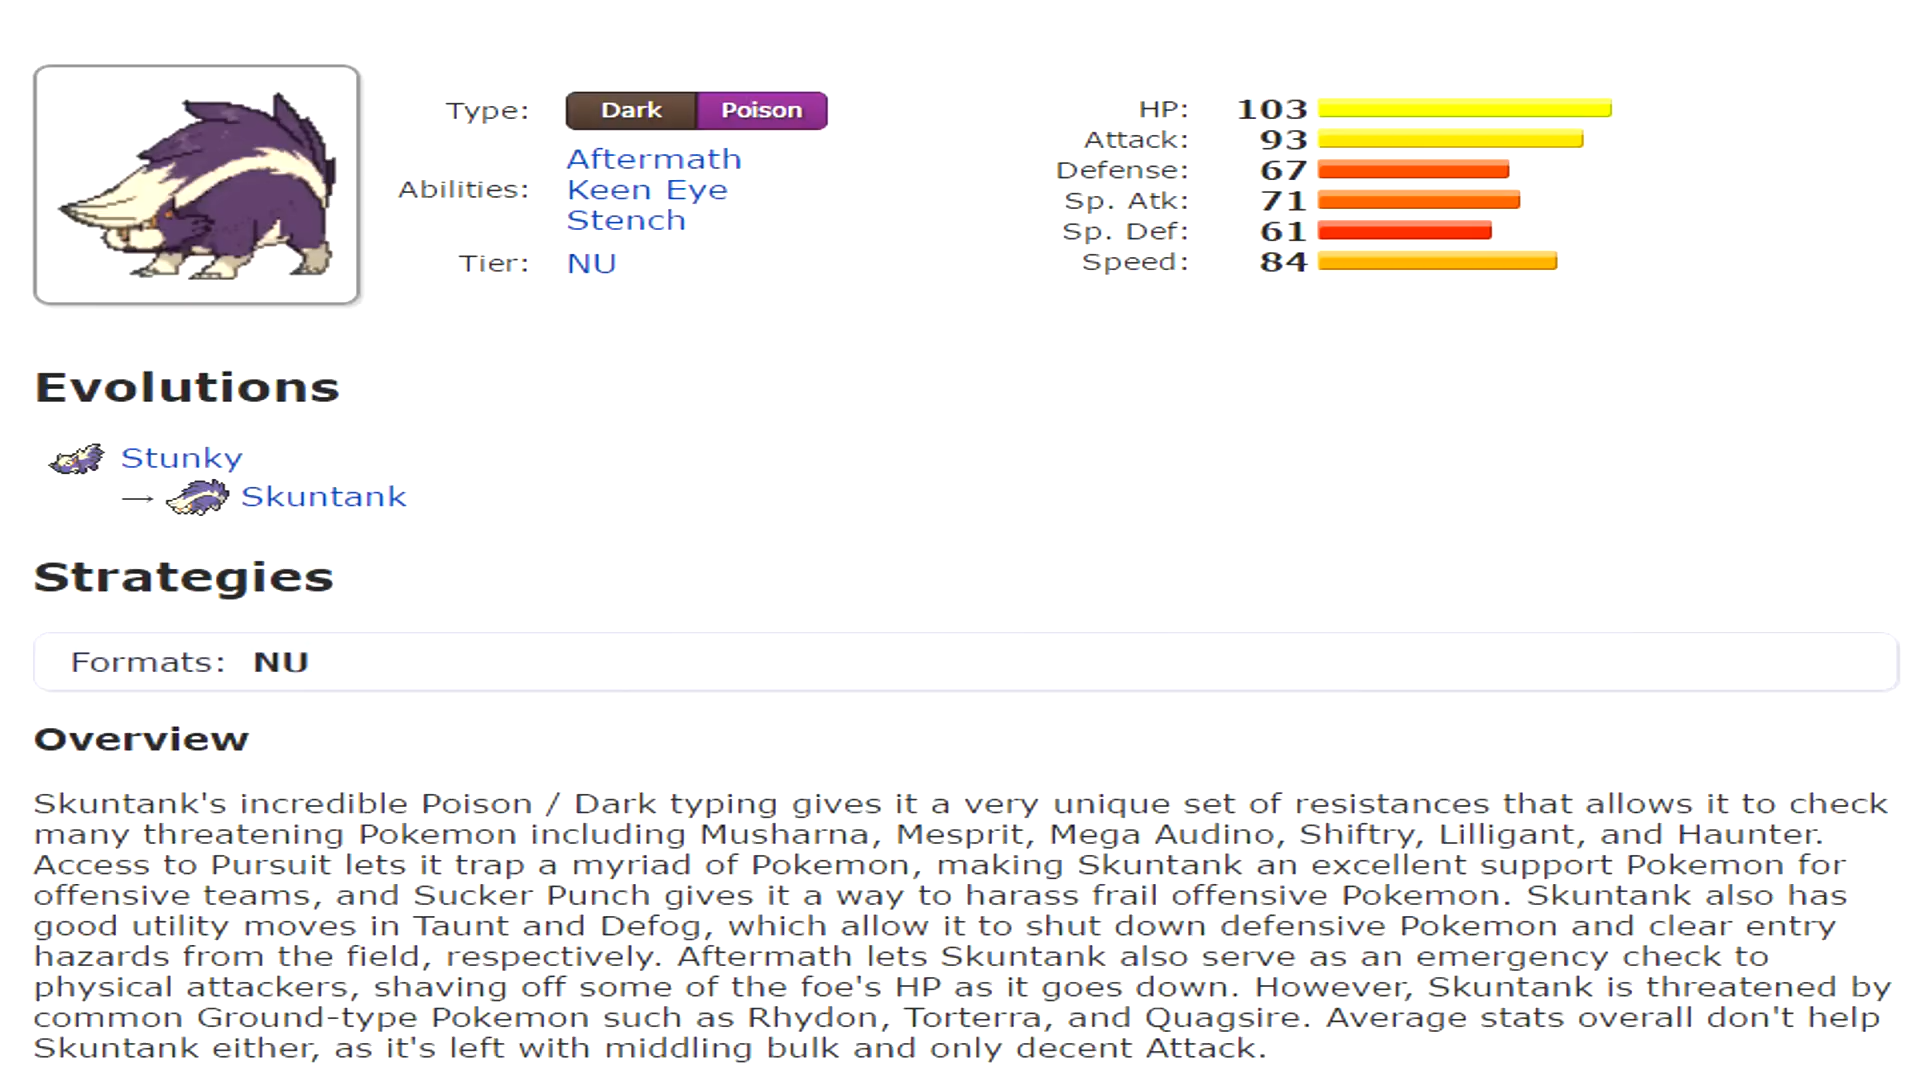 Type: Dark Poison
Abilities: Aftermath
Keen Eye
Stench
Tier: NU
HP: 103
Attack: 93
Defense: 67
Sp. Atk: 71
Sp. Def: 61
Speed: 84
Evolutions
Stunky
→ Skuntank
Strategies
Formats: NU
Overview
Skuntank's incredible Poison / Dark typing gives it a very unique set of resistances that allows it to check
many threatening Pokemon including Musharna, Mesprit, Mega Audino, Shiftry, Lilligant, and Haunter.
Access to Pursuit lets it trap a myriad of Pokemon, making Skuntank an excellent support Pokemon for
offensive teams, and Sucker Punch gives it a way to harass frail offensive Pokemon. Skuntank also has
good utility moves in Taunt and Defog, which allow it to shut down defensive Pokemon and clear entry
hazards from the field, respectively. Aftermath lets Skuntank also serve as an emergency check to
physical attackers, shaving off some of the foe's HP as it goes down. However, Skuntank is threatened by
common Ground-type Pokemon such as Rhydon, Torterra, and Quagsire. Average stats overall don't help
Skuntank either, as it's left with middling bulk and only decent Attack.